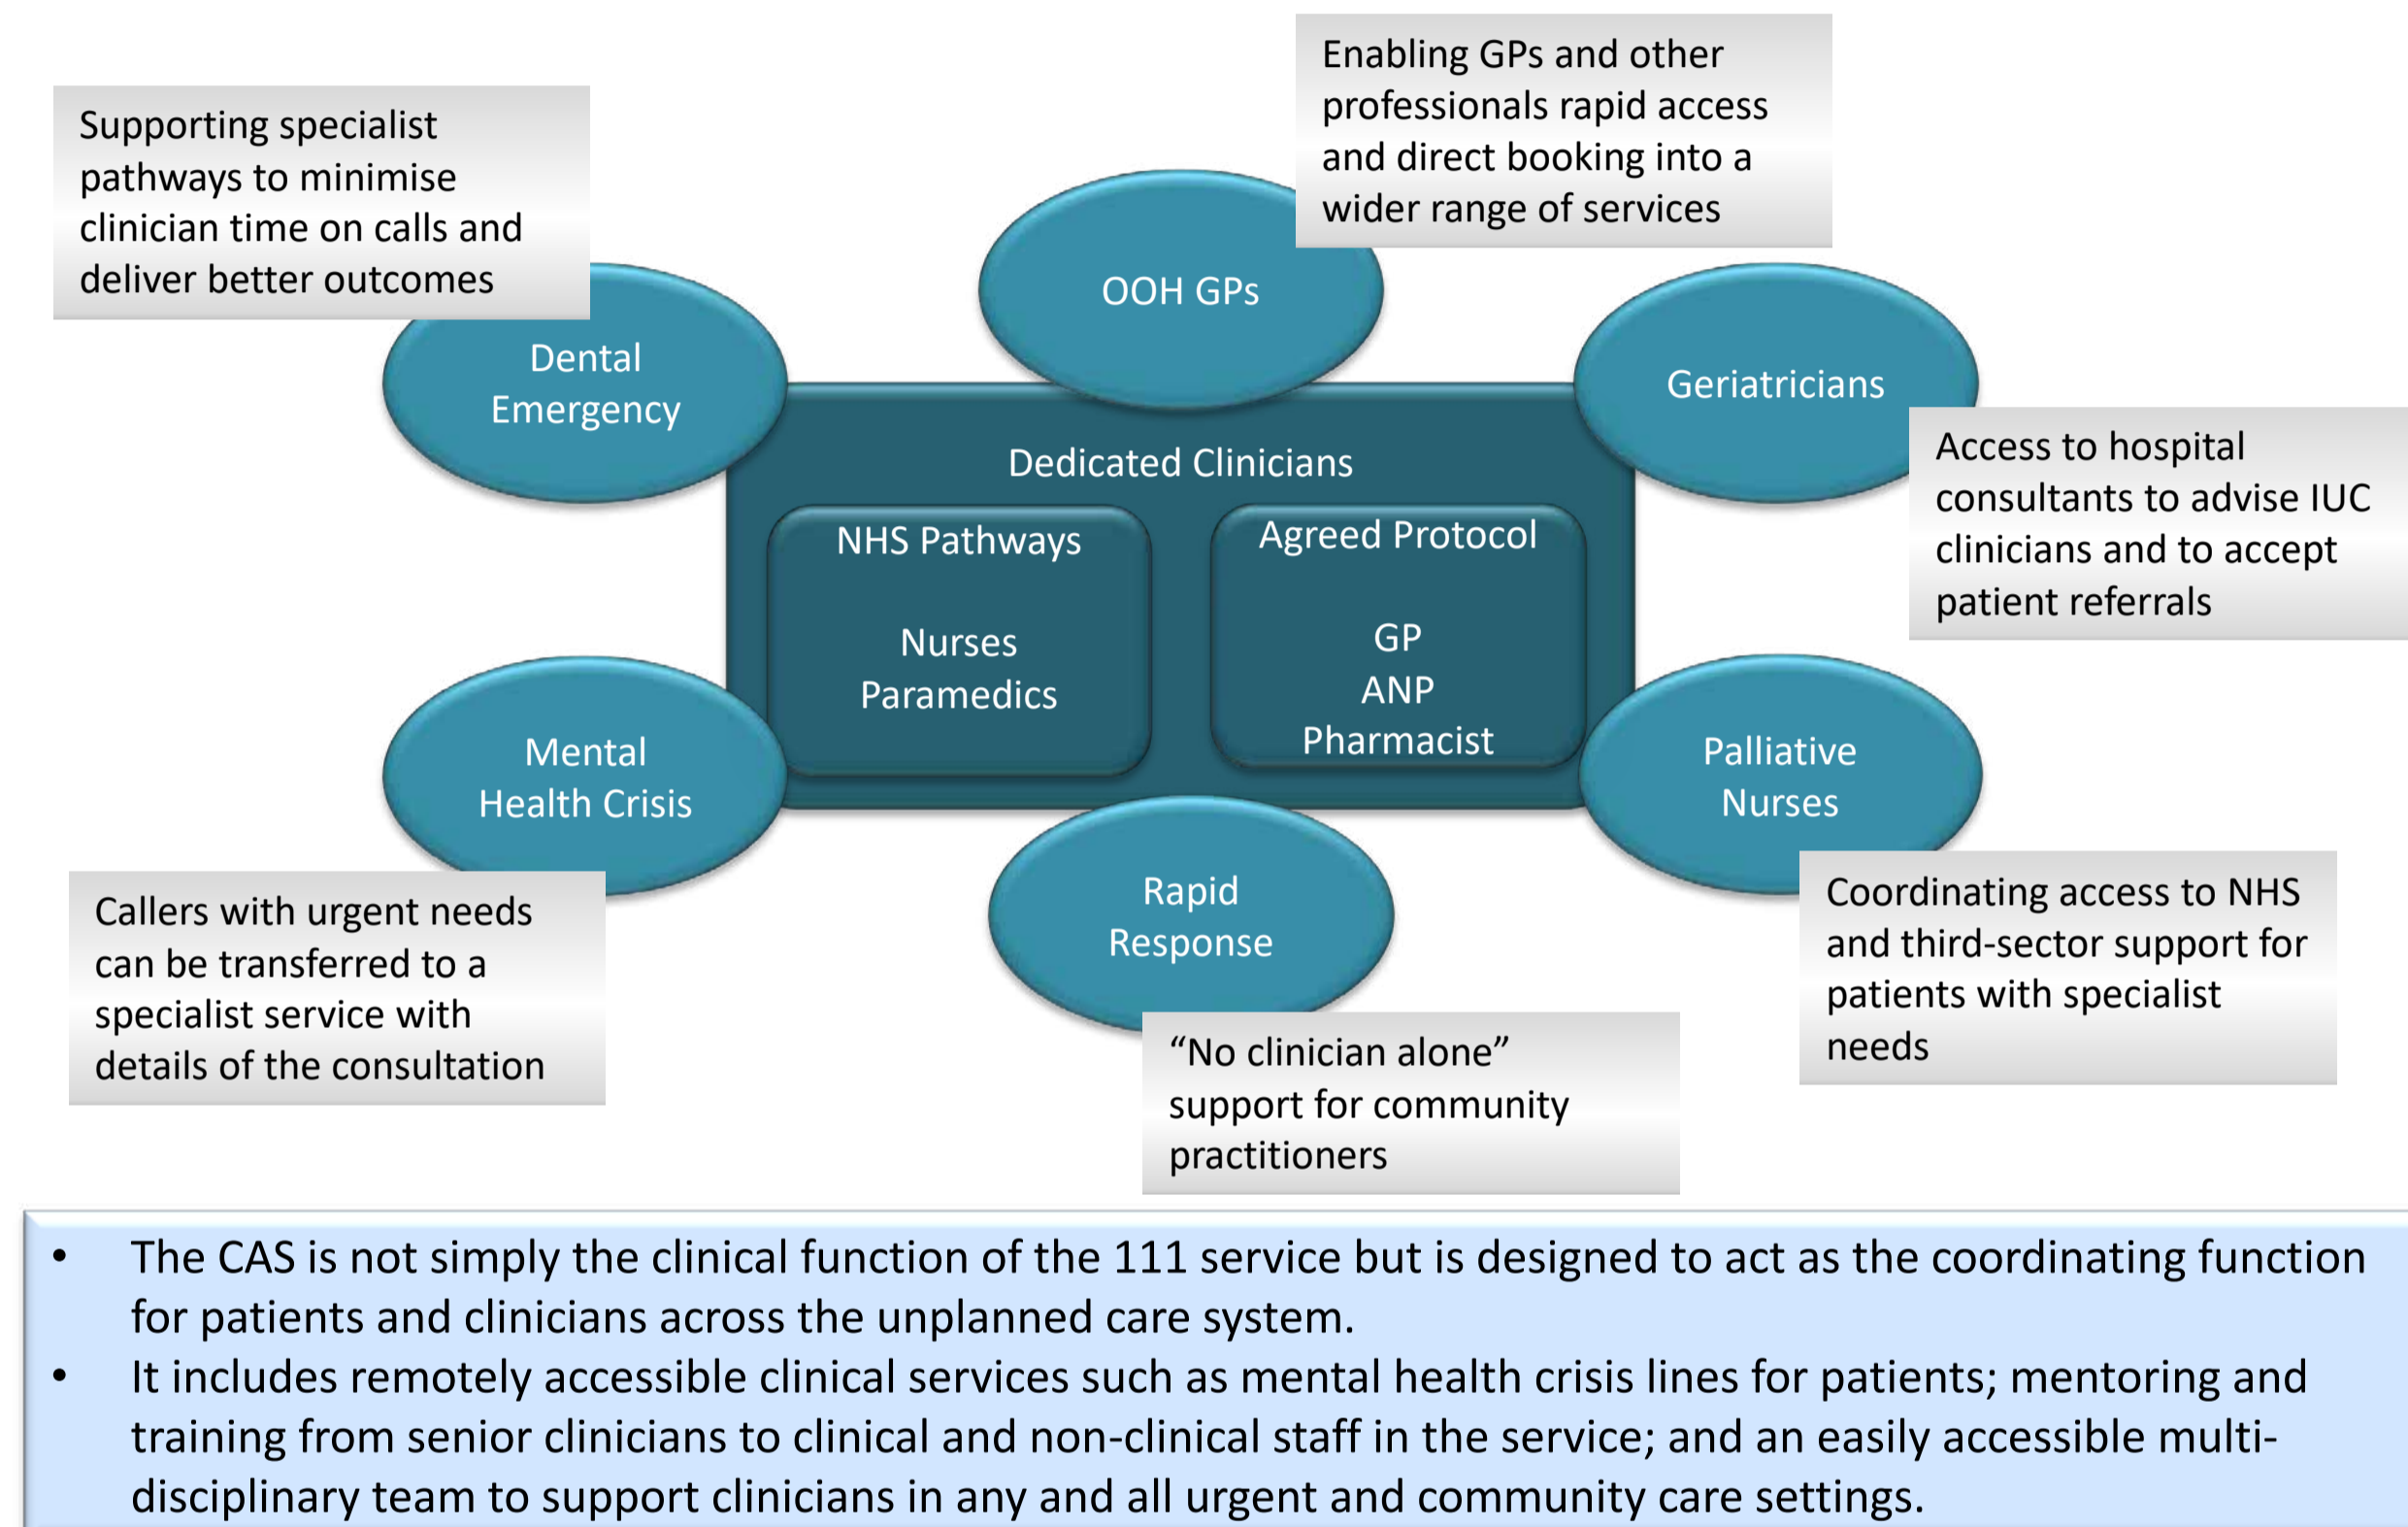 Enabling GPs and other
professionals rapid access
and direct booking into a
wider range of services
Supporting specialist
pathways to minimise
clinician time on calls and
deliver better outcomes
OOH GPs
Dental
Emergency
Geriatricians
Access to hospital
consultants to advise IUC
clinicians and to accept
patient referrals
Dedicated Clinicians
NHS Pathways
Nurses
Paramedics
Agreed Protocol
GP
ANP
Pharmacist
Mental
Health Crisis
Palliative
Nurses
Callers with urgent needs
can be transferred to a
specialist service with
details of the consultation
Rapid
Response
Coordinating access to NHS
and third-sector support for
patients with specialist
needs
“No clinician alone”
support for community
practitioners
• The CAS is not simply the clinical function of the 111 service but is designed to act as the coordinating function
for patients and clinicians across the unplanned care system.
• It includes remotely accessible clinical services such as mental health crisis lines for patients; mentoring and
training from senior clinicians to clinical and non-clinical staff in the service; and an easily accessible multi-
disciplinary team to support clinicians in any and all urgent and community care settings.